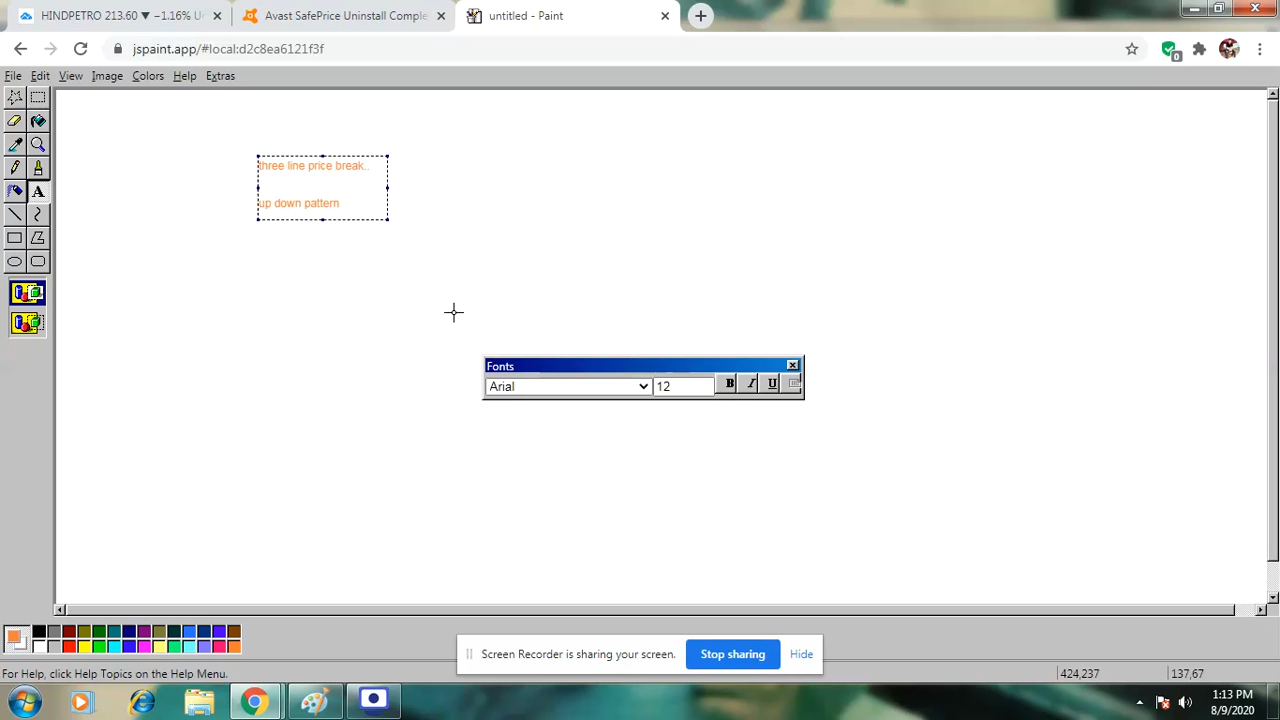 HINDPETRO 213.60 ▼ −1.16%
Avast SafePrice Uninstall Comple
untitled - Paint
jspaint.app/#local:d2c8ea6121f3f
0
File Edit View Image Colors Help Extras
A
three line price break..
up down pattern
Fonts
Arial 12 B I U
Screen Recorder is sharing your screen. Stop sharing Hide
For Help, click Help Topics on the Help Menu. 424,237 137,67
1:13 PM
8/9/2020